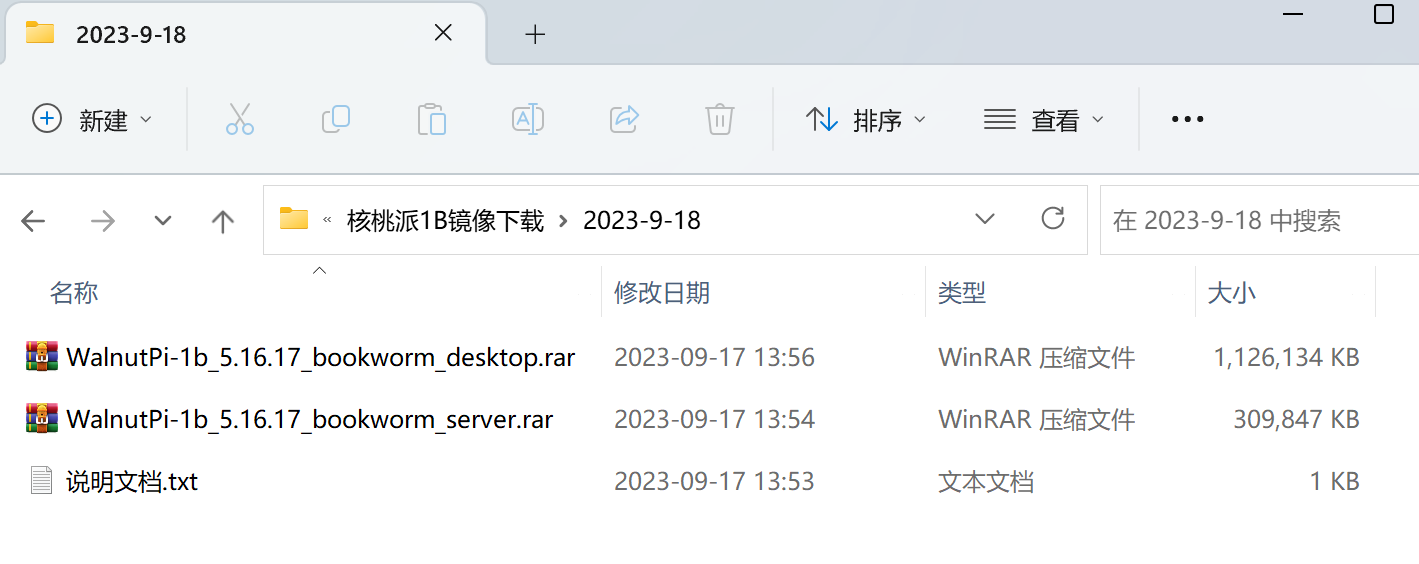 2023-9-18
新建
排序
查看
« 核桃派1B镜像下载 > 2023-9-18
在 2023-9-18 中搜索
名称 修改日期 类型 大小
WalnutPi-1b_5.16.17_bookworm_desktop.rar 2023-09-17 13:56 WinRAR 压缩文件 1,126,134 KB
WalnutPi-1b_5.16.17_bookworm_server.rar 2023-09-17 13:54 WinRAR 压缩文件 309,847 KB
说明文档.txt 2023-09-17 13:53 文本文档 1 KB